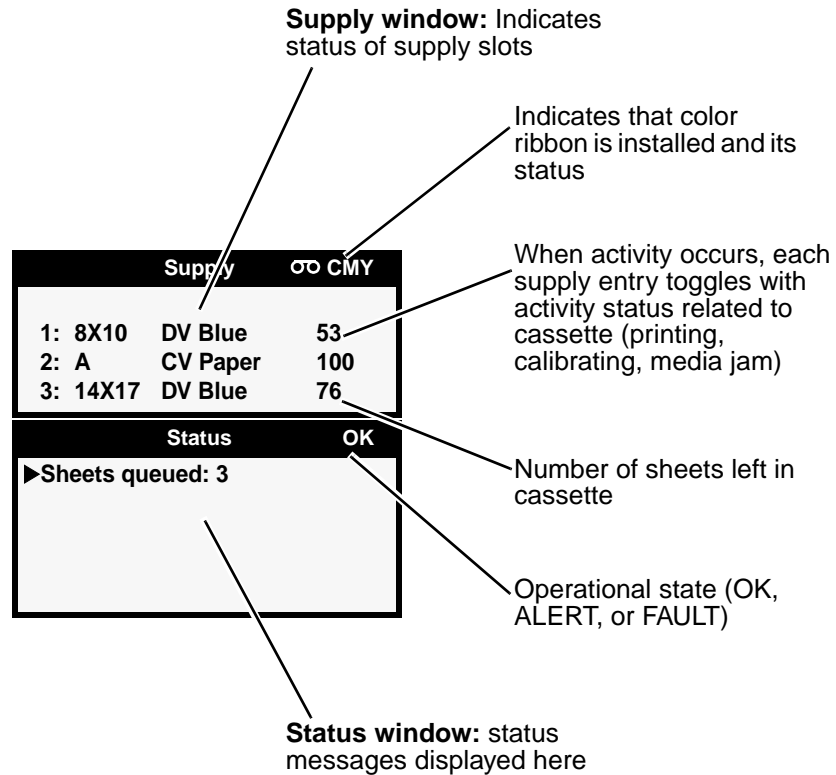 Supply window: Indicates
status of supply slots
Indicates that color
ribbon is installed and its
status
When activity occurs, each
supply entry toggles with
activity status related to
cassette (printing,
calibrating, media jam)
Supply CMY
1: 8X10 DV Blue 53
2: A CV Paper 100
3: 14X17 DV Blue 76
Status OK
Sheets queued: 3
Number of sheets left in
cassette
Operational state (OK,
ALERT, or FAULT)
Status window: status
messages displayed here